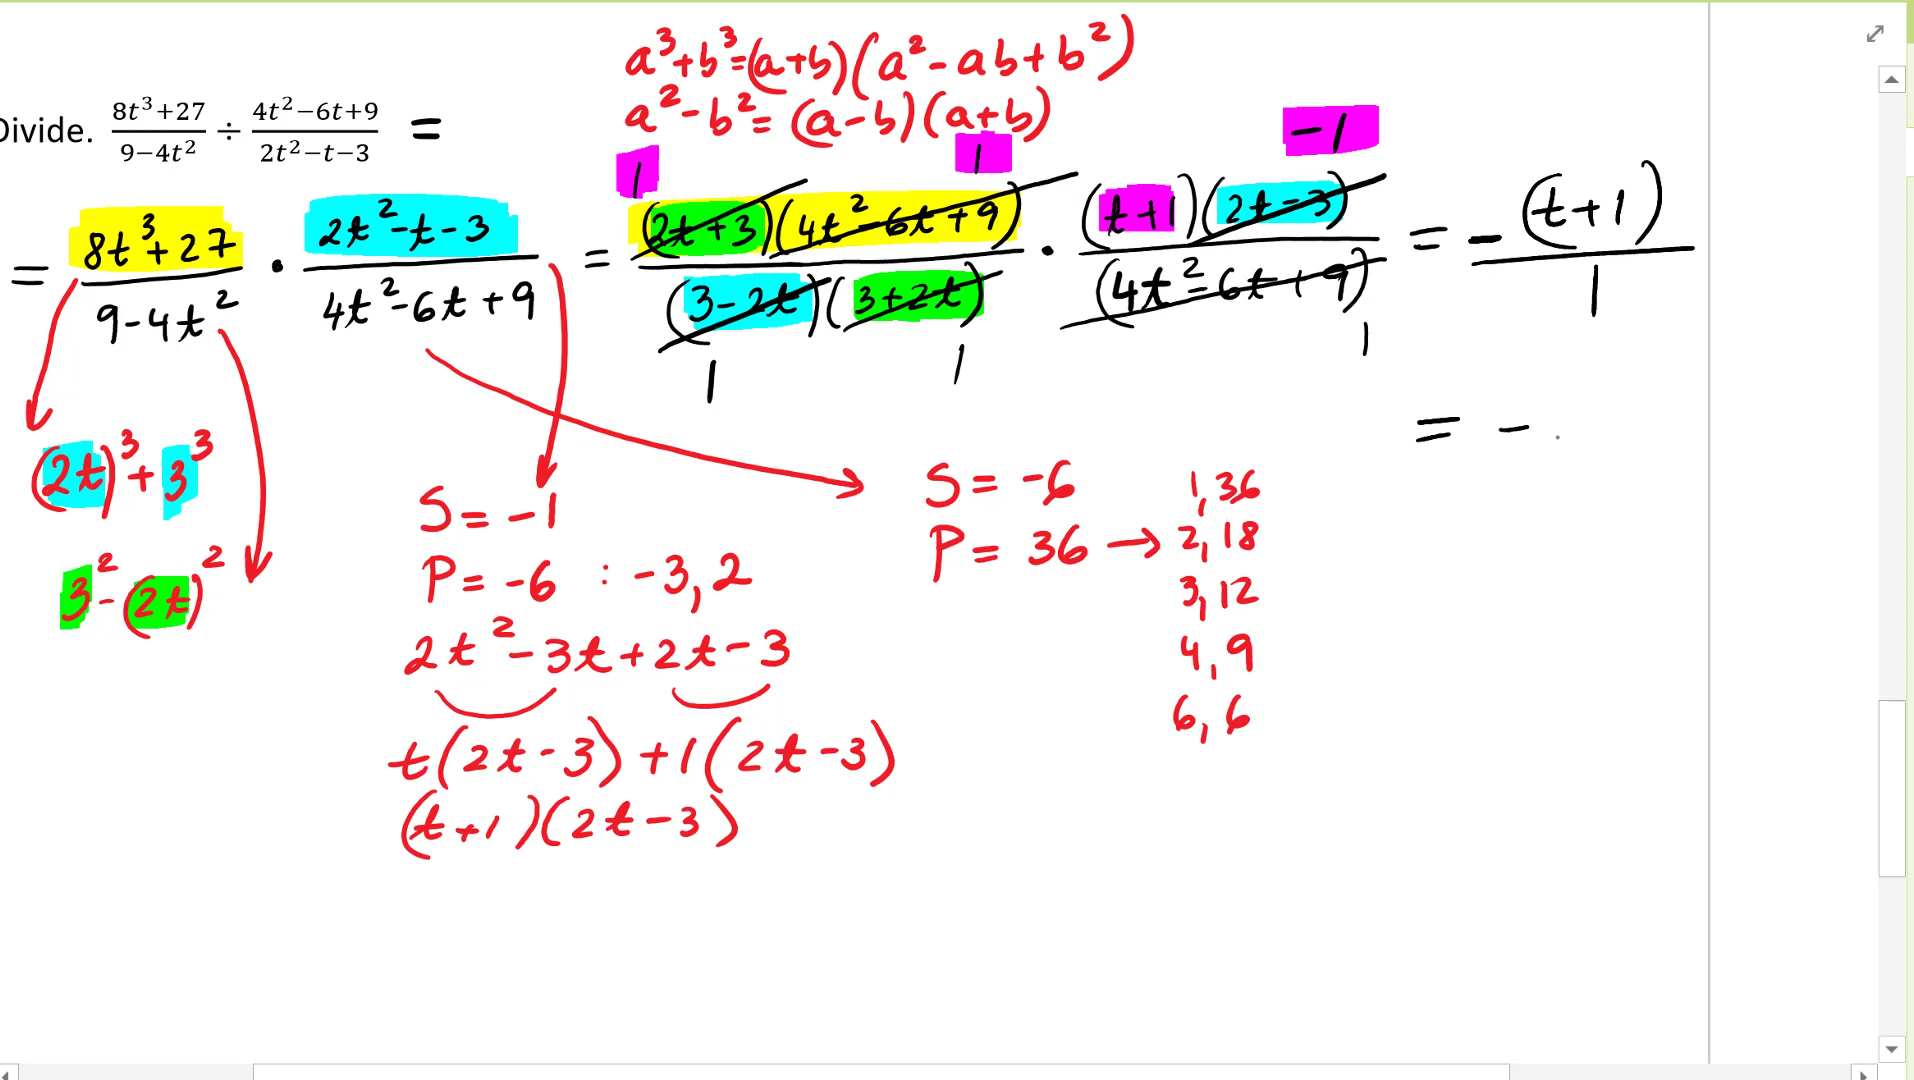 a³+b³=(a+b)(a²-ab+b²)
a²-b²=(a-b)(a+b)
Divide. (8t³+27)/(9−4t²) ÷ (4t²−6t+9)/(2t²−t−3) =
1 1 -1
= (8t³+27)/(9-4t²) · (2t²-t-3)/(4t²-6t+9) = (2t+3)(4t²-6t+9)/(3-2t)(3+2t) · (t+1)(2t-3)/(4t²-6t+9) = -(t+1)/1
1 1 1
= -
(2t)³+3³
3²-(2t)²
S=-1
P=-6 : -3,2
2t²-3t+2t-3
t(2t-3)+1(2t-3)
(t+1)(2t-3)
S=-6
P=36 → 1,36
2,18
3,12
4,9
6,6